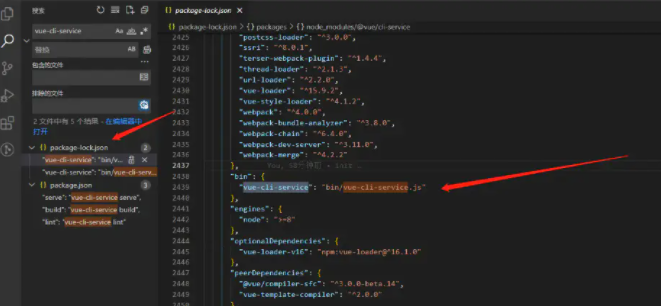 搜索
vue-cli-service
Aa
替换
AB
包含的文件
排除的文件
2 文件中有 5 个结果 - 在编辑器中
打开
package-lock.json
2
"vue-cli-service": "bin/v...
"vue-cli-service": "bin/vue-cli-serv...
package.json
3
"serve": "vue-cli-service serve",
"build": "vue-cli-service build",
"lint": "vue-cli-service lint"
package-lock.json
package-lock.json > {} packages > {} node_modules/@vue/cli-service
2425 "postcss-loader": "^3.0.0",
2426 "ssri": "^8.0.1",
2427 "terser-webpack-plugin": "^1.4.4",
2428 "thread-loader": "^2.1.3",
2429 "url-loader": "^2.2.0",
2430 "vue-loader": "^15.9.2",
2431 "vue-style-loader": "^4.1.2",
2432 "webpack": "^4.0.0",
2433 "webpack-bundle-analyzer": "^3.8.0",
2434 "webpack-chain": "^6.4.0",
2435 "webpack-dev-server": "^3.11.0",
2436 "webpack-merge": "^4.2.2"
2437 },
2438 "bin": {
2439 "vue-cli-service": "bin/vue-cli-service.js"
2440 },
2441 "engines": {
2442 "node": ">=8"
2443 },
2444 "optionalDependencies": {
2445 "vue-loader-v16": "npm:vue-loader@^16.1.0"
2446 },
2447 "peerDependencies": {
2448 "@vue/compiler-sfc": "^3.0.0-beta.14",
2449 "vue-template-compiler": "^2.0.0"